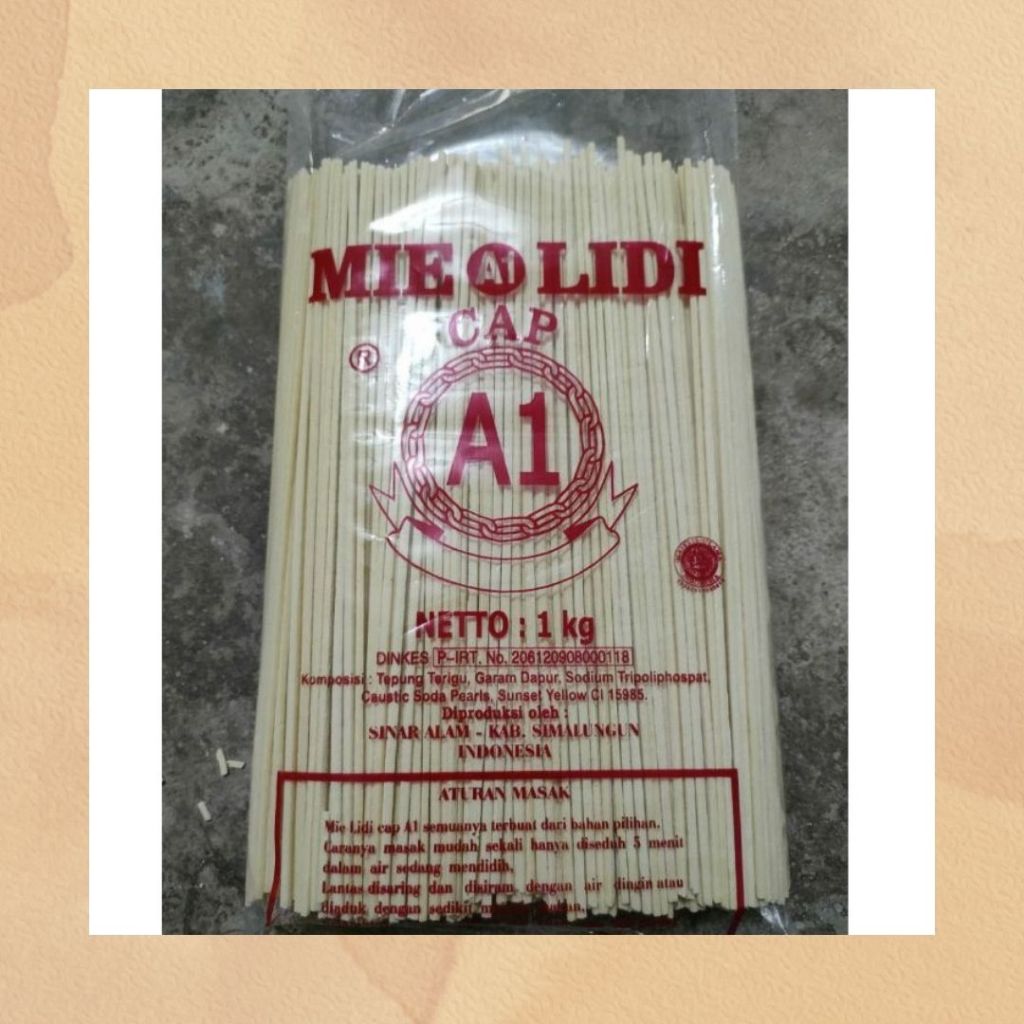 MIE A1 LIDI
CAP
®
A1
NETTO : 1 kg
DINKES P-IRT. No. 206120908000118
Komposisi : Tepung Terigu, Garam Dapur, Sodium Tripoliphospat,
Caustic Soda Pearls, Sunset Yellow CI 15985.
Diproduksi oleh :
SINAR ALAM - KAB. SIMALUNGUN
INDONESIA
ATURAN MASAK
Mie Lidi cap A1 semuanya terbuat dari bahan pilihan.
Caranya masak mudah sekali hanya diseduh 5 menit
dalam air sedang mendidih,
Lantas disaring dan disiram dengan air dingin atau
diaduk dengan sedikit